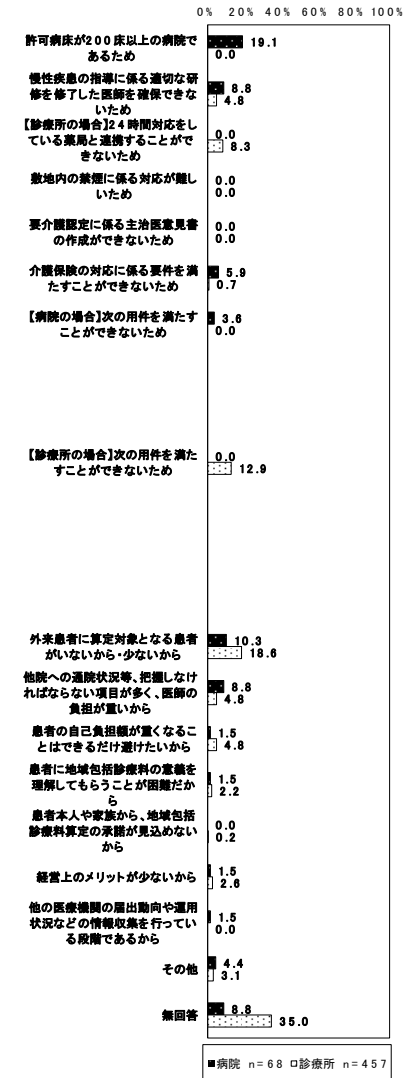 0% 20% 40% 60% 80% 100%
許可病床が200床以上の病院で
あるため
19.1
0.0
慢性疾患の指導に係る適切な研
修を修了した医師を確保できな
いため
8.8
4.8
【診療所の場合】24時間対応をし
ている薬局と連携することがで
きないため
0.0
8.3
敷地内の禁煙に係る対応が難し
いため
0.0
0.0
要介護認定に係る主治医意見書
の作成ができないため
0.0
0.0
介護保険の対応に係る要件を満
たすことができないため
5.9
0.7
【病院の場合】次の用件を満たす
ことができないため
3.6
0.0
【診療所の場合】次の用件を満た
すことができないため
0.0
12.9
外来患者に算定対象となる患者
がいないから・少ないから
10.3
18.6
他院への通院状況等、把握しなけ
ればならない項目が多く、医師の
負担が重いから
8.8
4.8
患者の自己負担額が重くなるこ
とはできるだけ避けたいから
1.5
4.8
患者に地域包括診療料の意義を
理解してもらうことが困難だか
ら
1.5
2.2
患者本人や家族から、地域包括
診療料算定の承諾が見込めない
から
0.0
0.2
経営上のメリットが少ないから
1.5
2.6
他の医療機関の届出動向や運用
状況などの情報収集を行ってい
る段階であるから
1.5
0.0
その他
4.4
3.1
無回答
8.8
35.0
■病院 n=68 □診療所 n=457